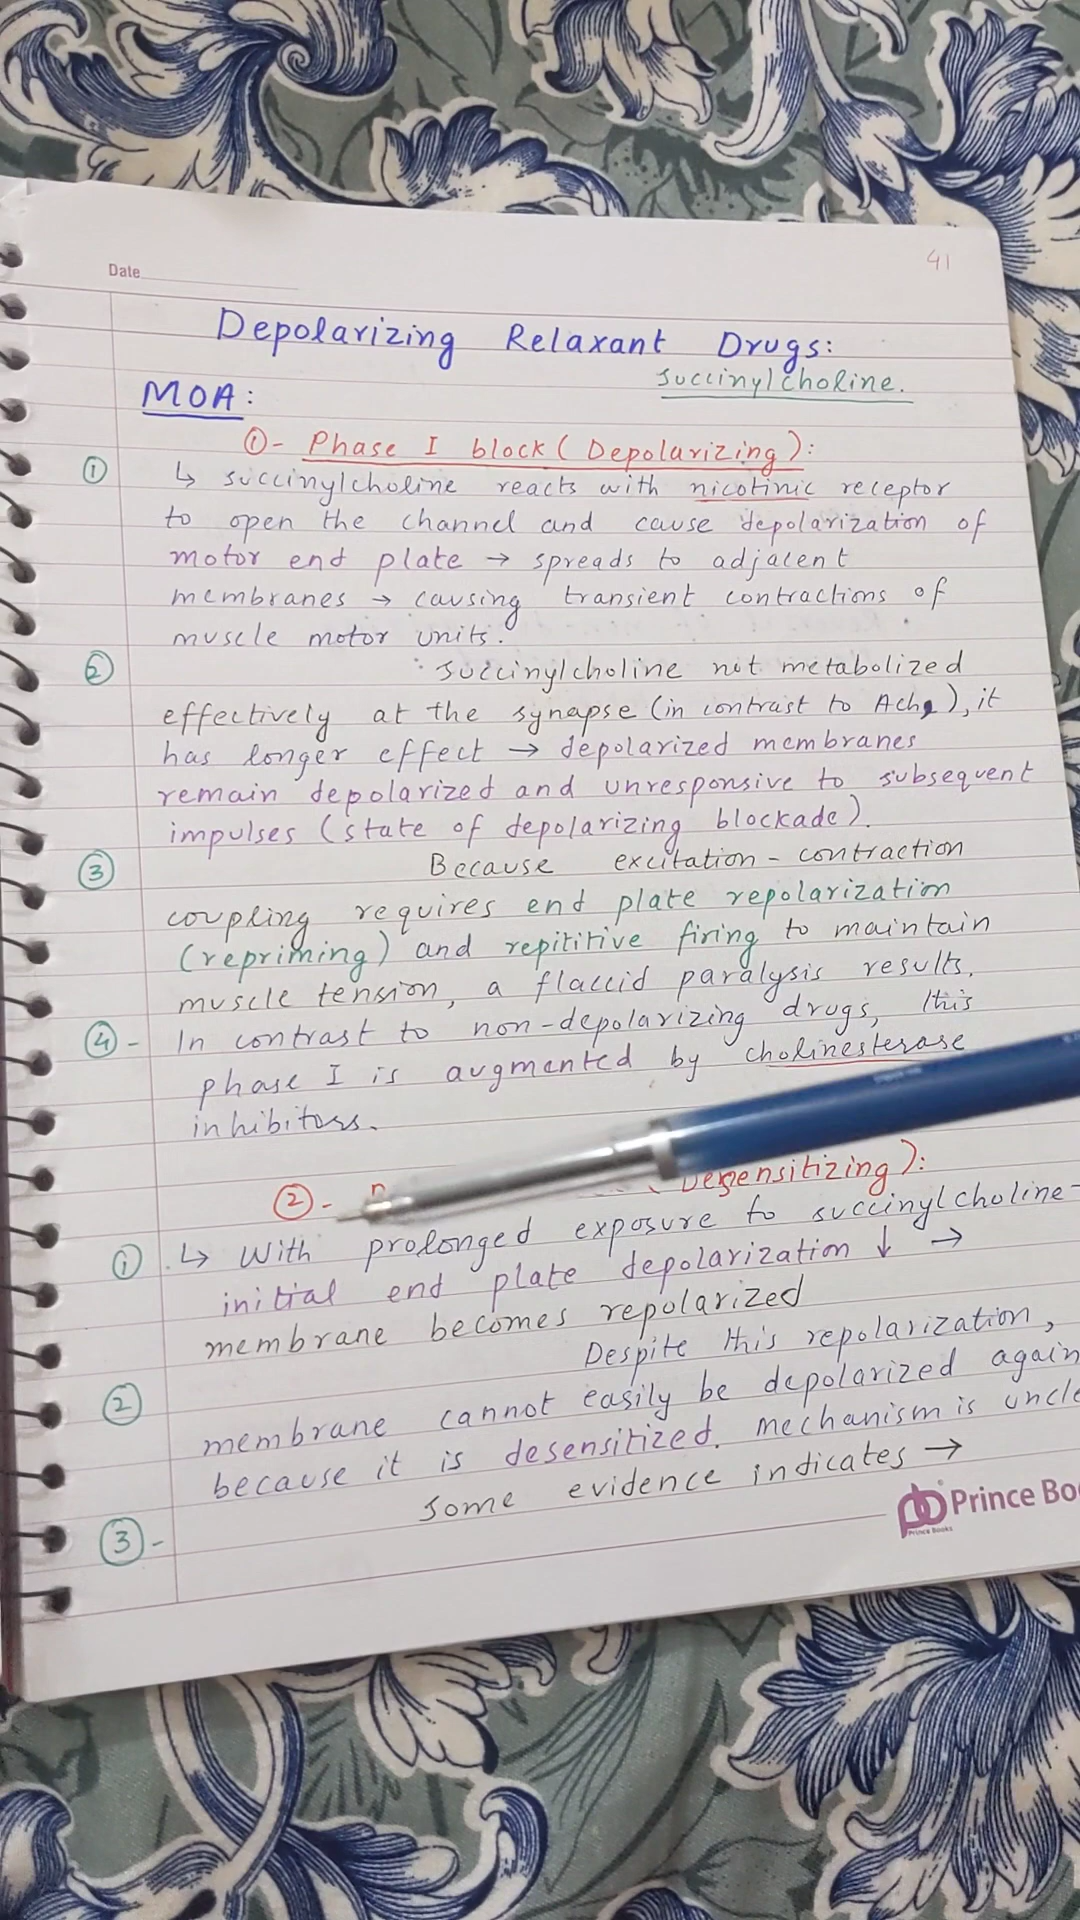 41
Date
Depolarizing Relaxant Drugs:
succinylcholine.
MOA:
①- Phase I block (Depolarizing):
① ↳ succinylcholine reacts with nicotinic receptor
to open the channel and cause depolarization of
motor end plate → spreads to adjacent
membranes → causing transient contractions of
muscle motor units.
② succinylcholine not metabolized
effectively at the synapse (in contrast to Ach), it
has longer effect → depolarized membranes
remain depolarized and unresponsive to subsequent
impulses (state of depolarizing blockade).
③ Because excitation-contraction
coupling requires end plate repolarization
(repriming) and repititive firing to maintain
muscle tension, a flaccid paralysis results.
④- In contrast to non-depolarizing drugs, this
phase I is augmented by cholinesterase
inhibitors.
②- Desensitizing):
① ↳ With prolonged exposure to succinylcholine-
initial end plate depolarization ↓ →
membrane becomes repolarized
② Despite this repolarization,
membrane cannot easily be depolarized again
because it is desensitized. mechanism is
③- some evidence indicates →
Prince Books
Prince Bo